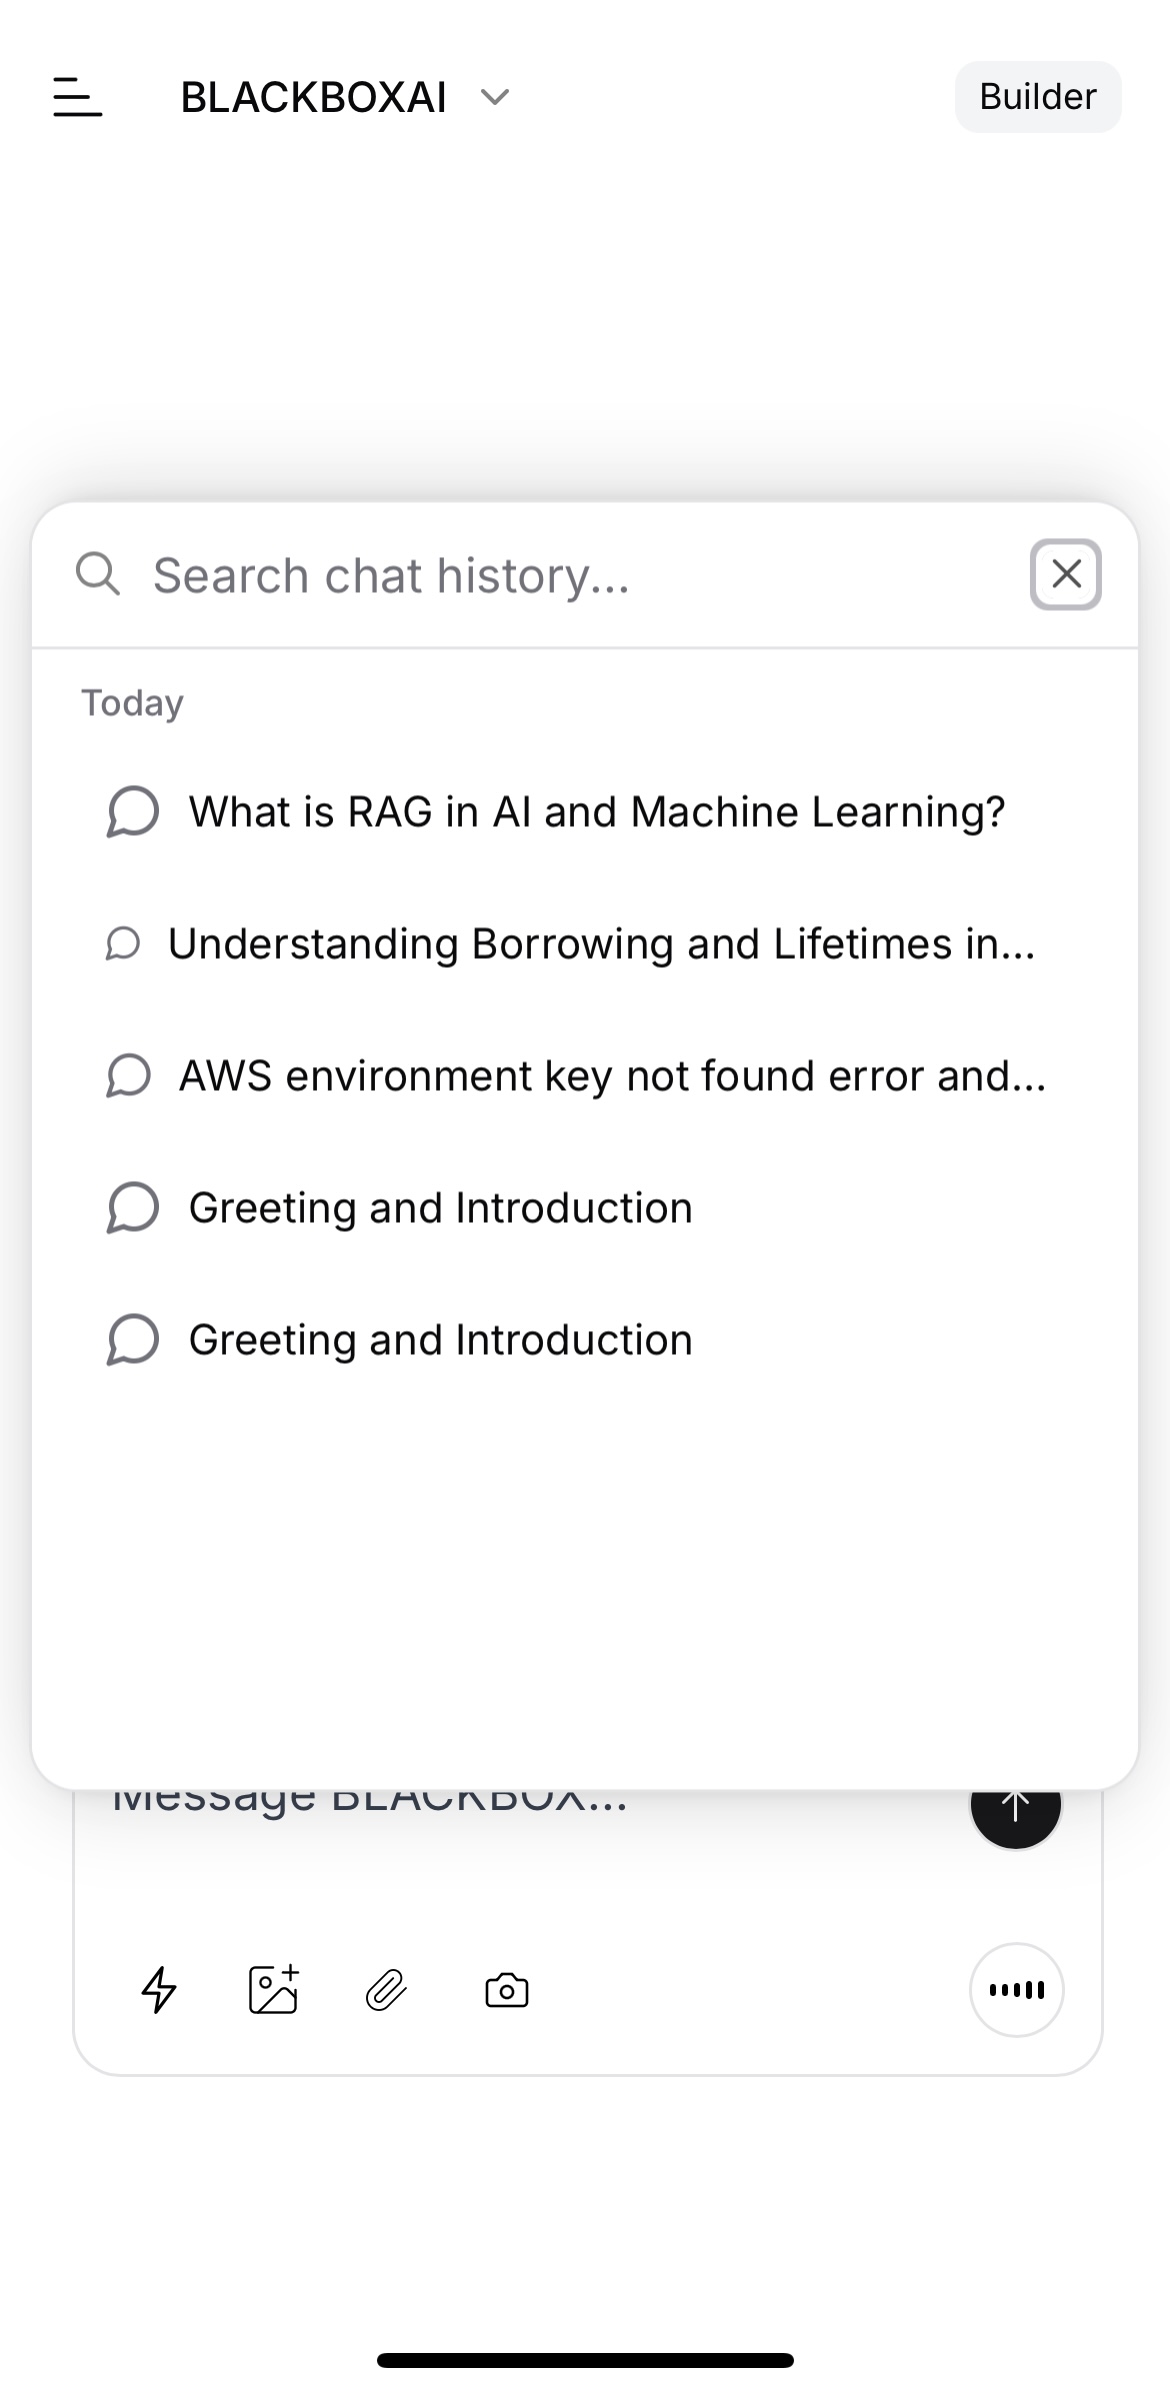 BLACKBOXAI
Builder
Search chat history...
Today
What is RAG in AI and Machine Learning?
Understanding Borrowing and Lifetimes in...
AWS environment key not found error and...
Greeting and Introduction
Greeting and Introduction
Message BLACKBOX...